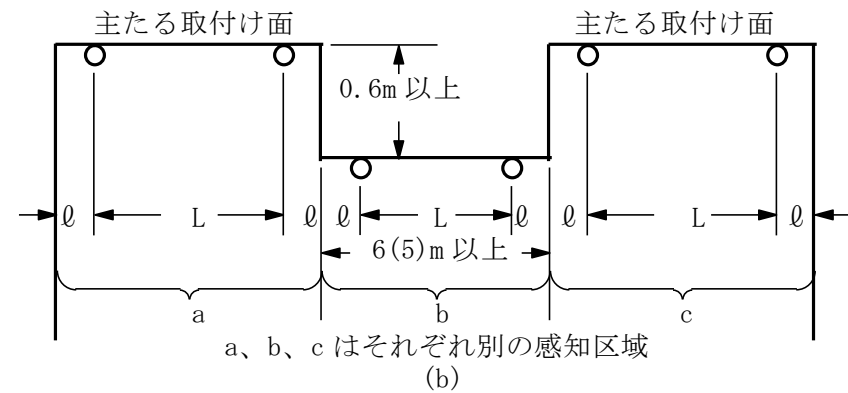 主たる取付け面 主たる取付け面
0.6m 以上
ℓ L ℓ ℓ L ℓ ℓ L ℓ
6(5)m 以上
a b c
a、b、c はそれぞれ別の感知区域
(b)